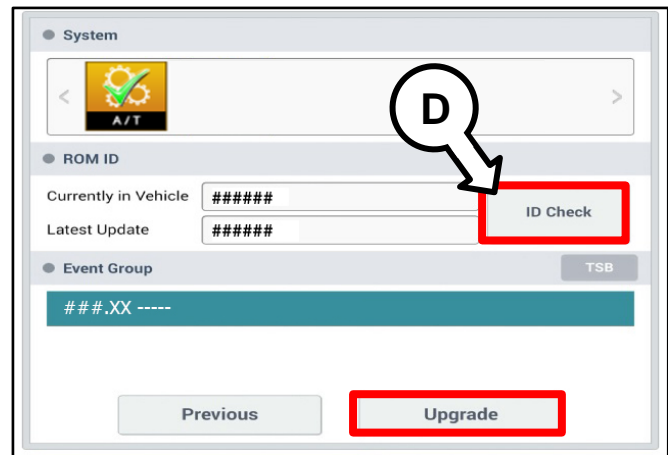 System
<
A/T
D
>
ROM ID
Currently in Vehicle ######
ID Check
Latest Update ######
Event Group
TSB
###.XX -----
Previous
Upgrade